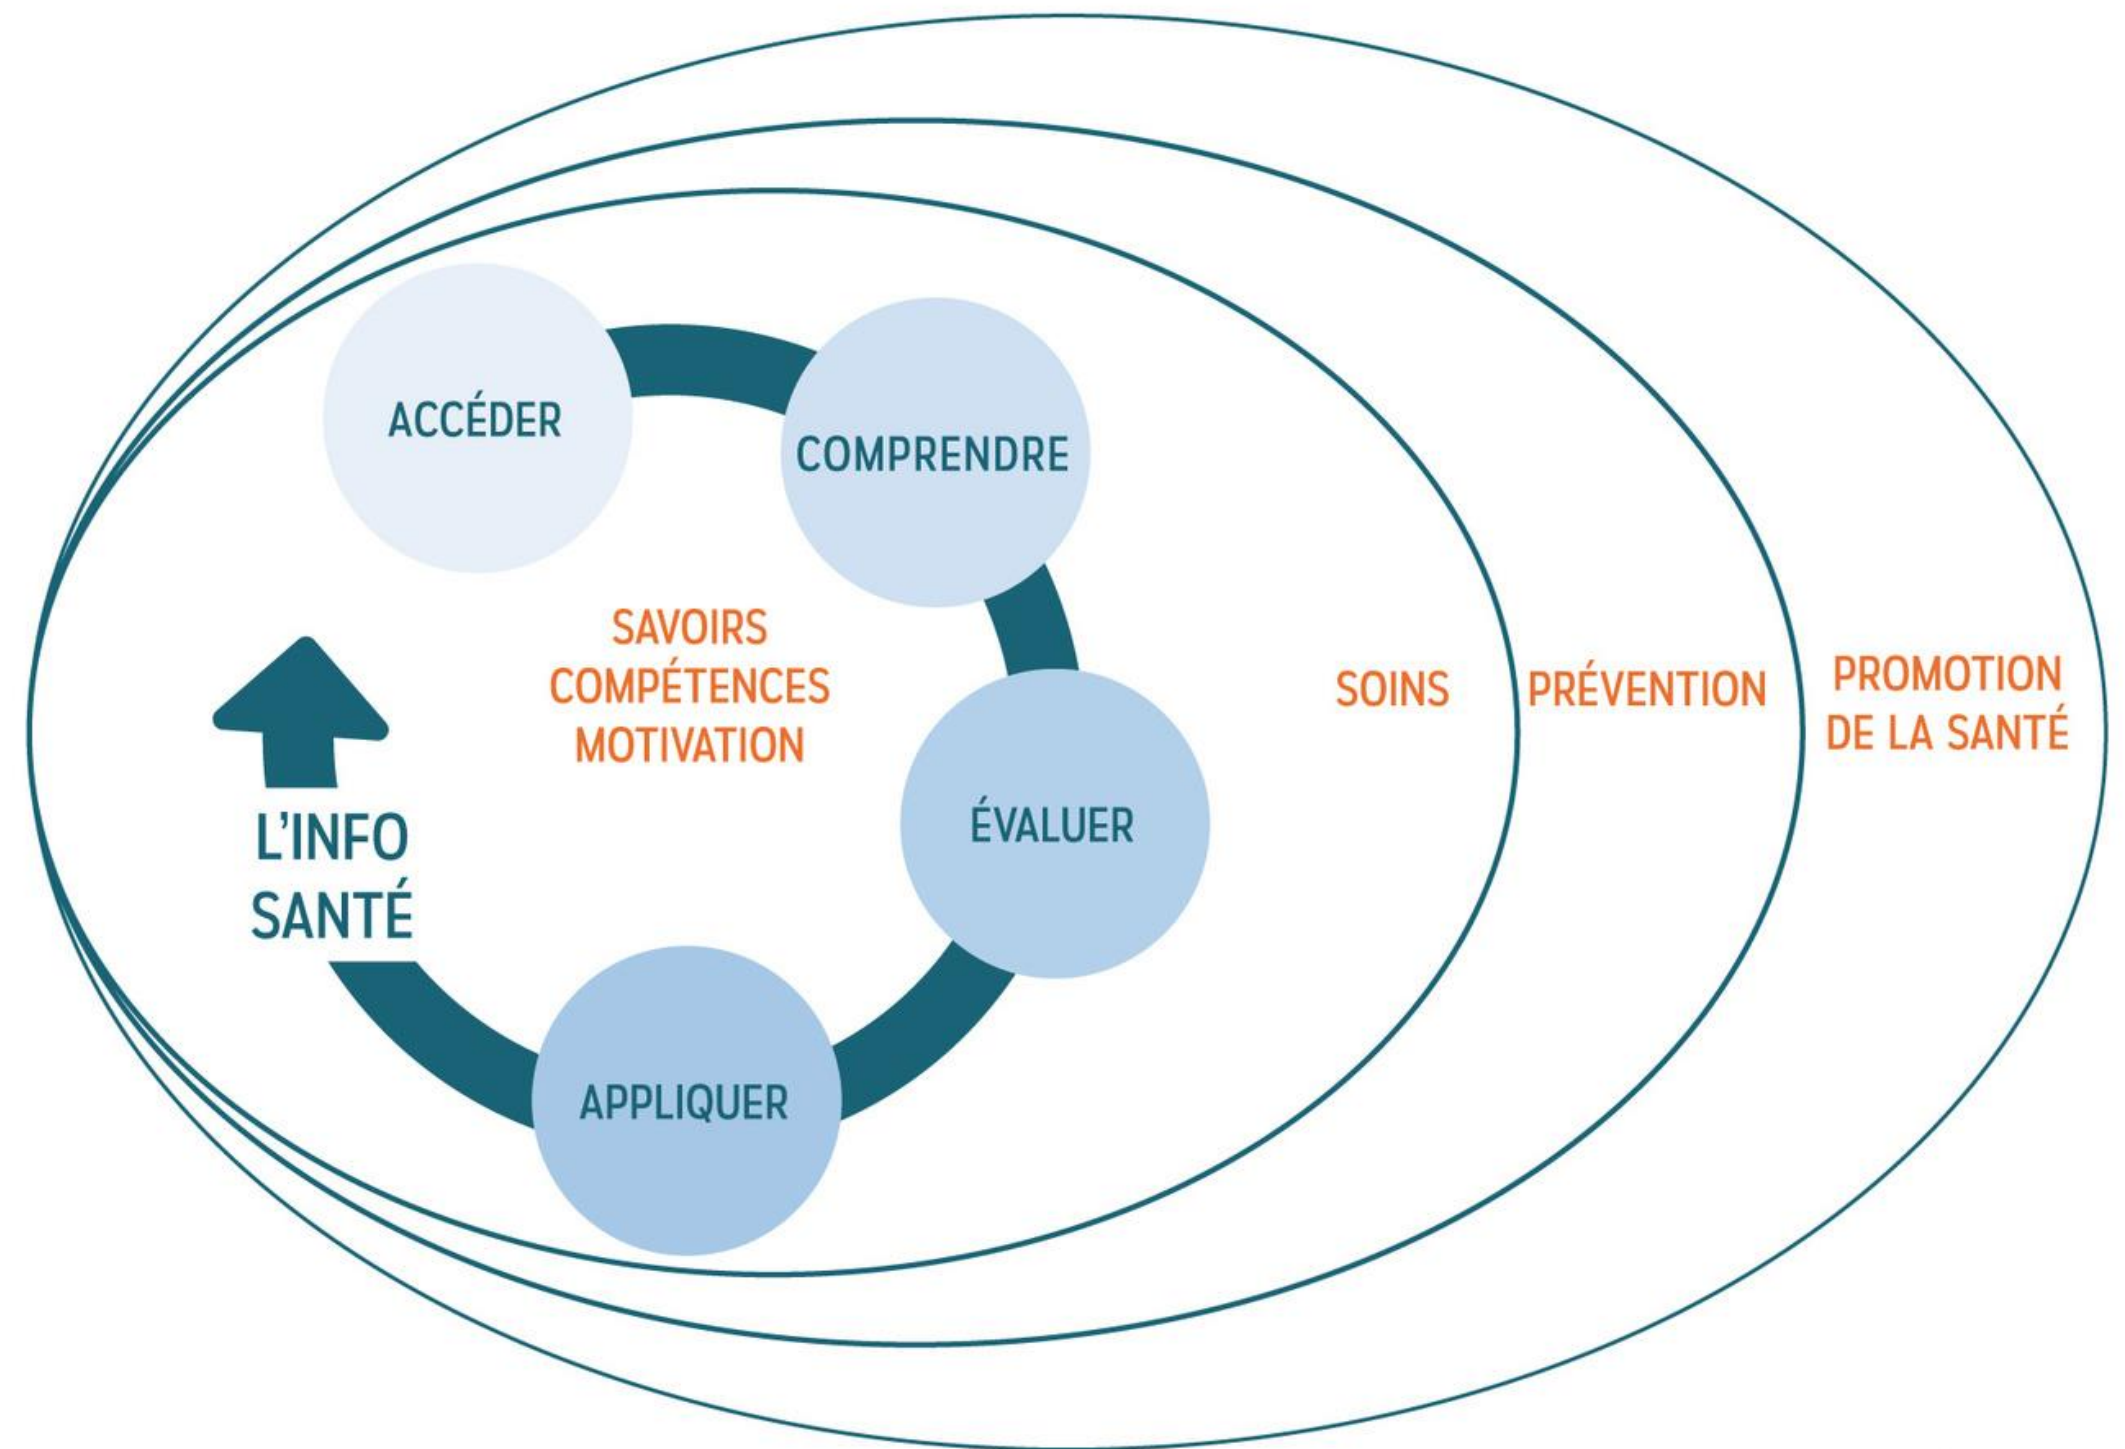 ACCÉDER
COMPRENDRE
SAVOIRS
COMPÉTENCES
MOTIVATION
SOINS
PRÉVENTION
PROMOTION
DE LA SANTÉ
L'INFO
SANTÉ
ÉVALUER
APPLIQUER